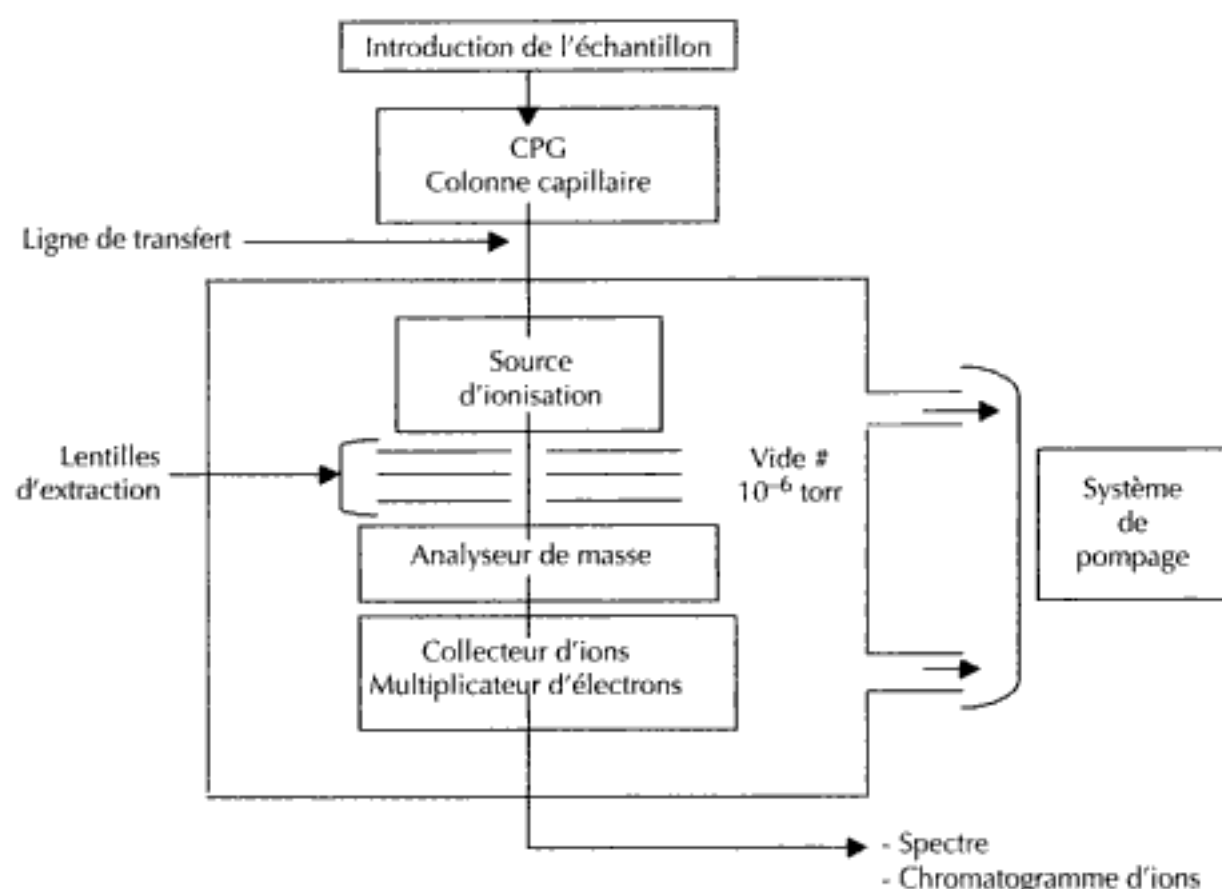 Introduction de l'échantillon
CPG
Colonne capillaire
Ligne de transfert
Source
d'ionisation
Lentilles
d'extraction
Vide #
10⁻⁶ torr
Système
de
pompage
Analyseur de masse
Collecteur d'ions
Multiplicateur d'électrons
- Spectre
- Chromatogramme d'ions